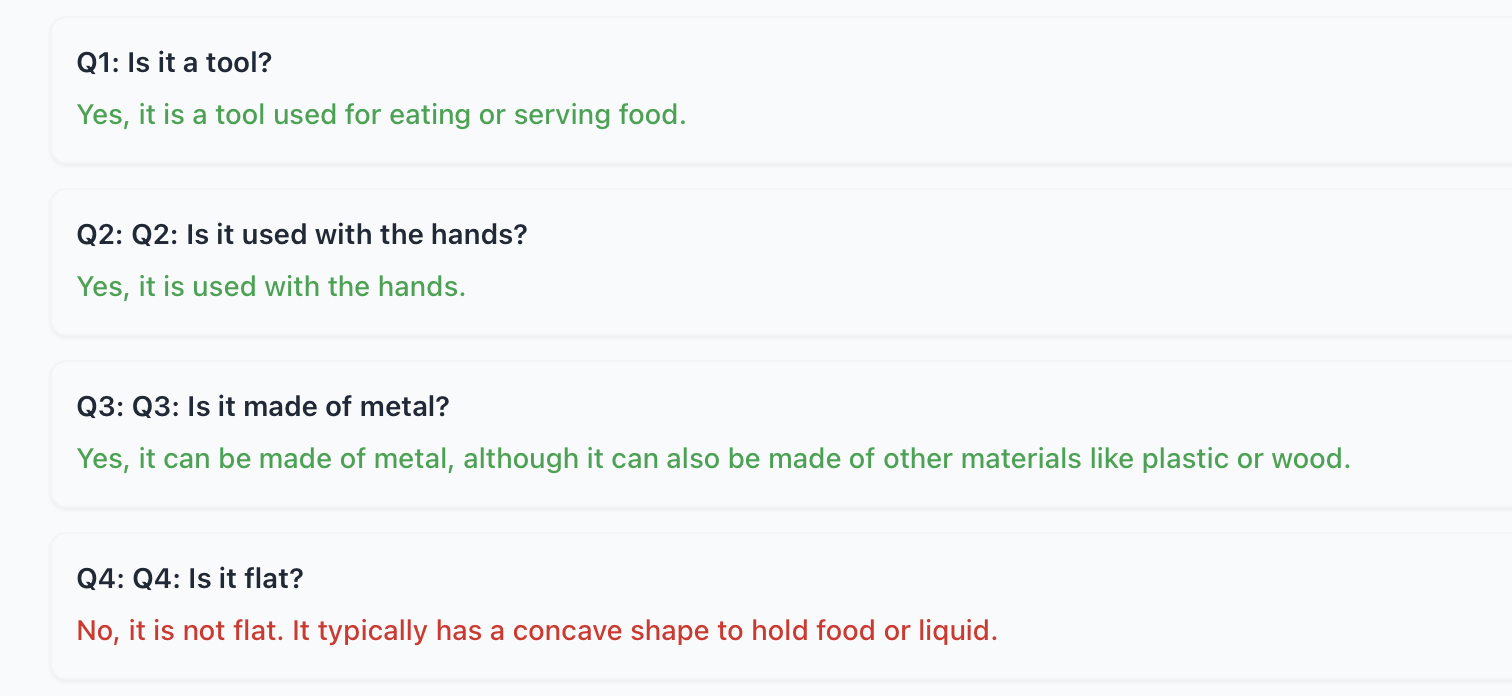 Q1: Is it a tool?
Yes, it is a tool used for eating or serving food.
Q2: Q2: Is it used with the hands?
Yes, it is used with the hands.
Q3: Q3: Is it made of metal?
Yes, it can be made of metal, although it can also be made of other materials like plastic or wood.
Q4: Q4: Is it flat?
No, it is not flat. It typically has a concave shape to hold food or liquid.